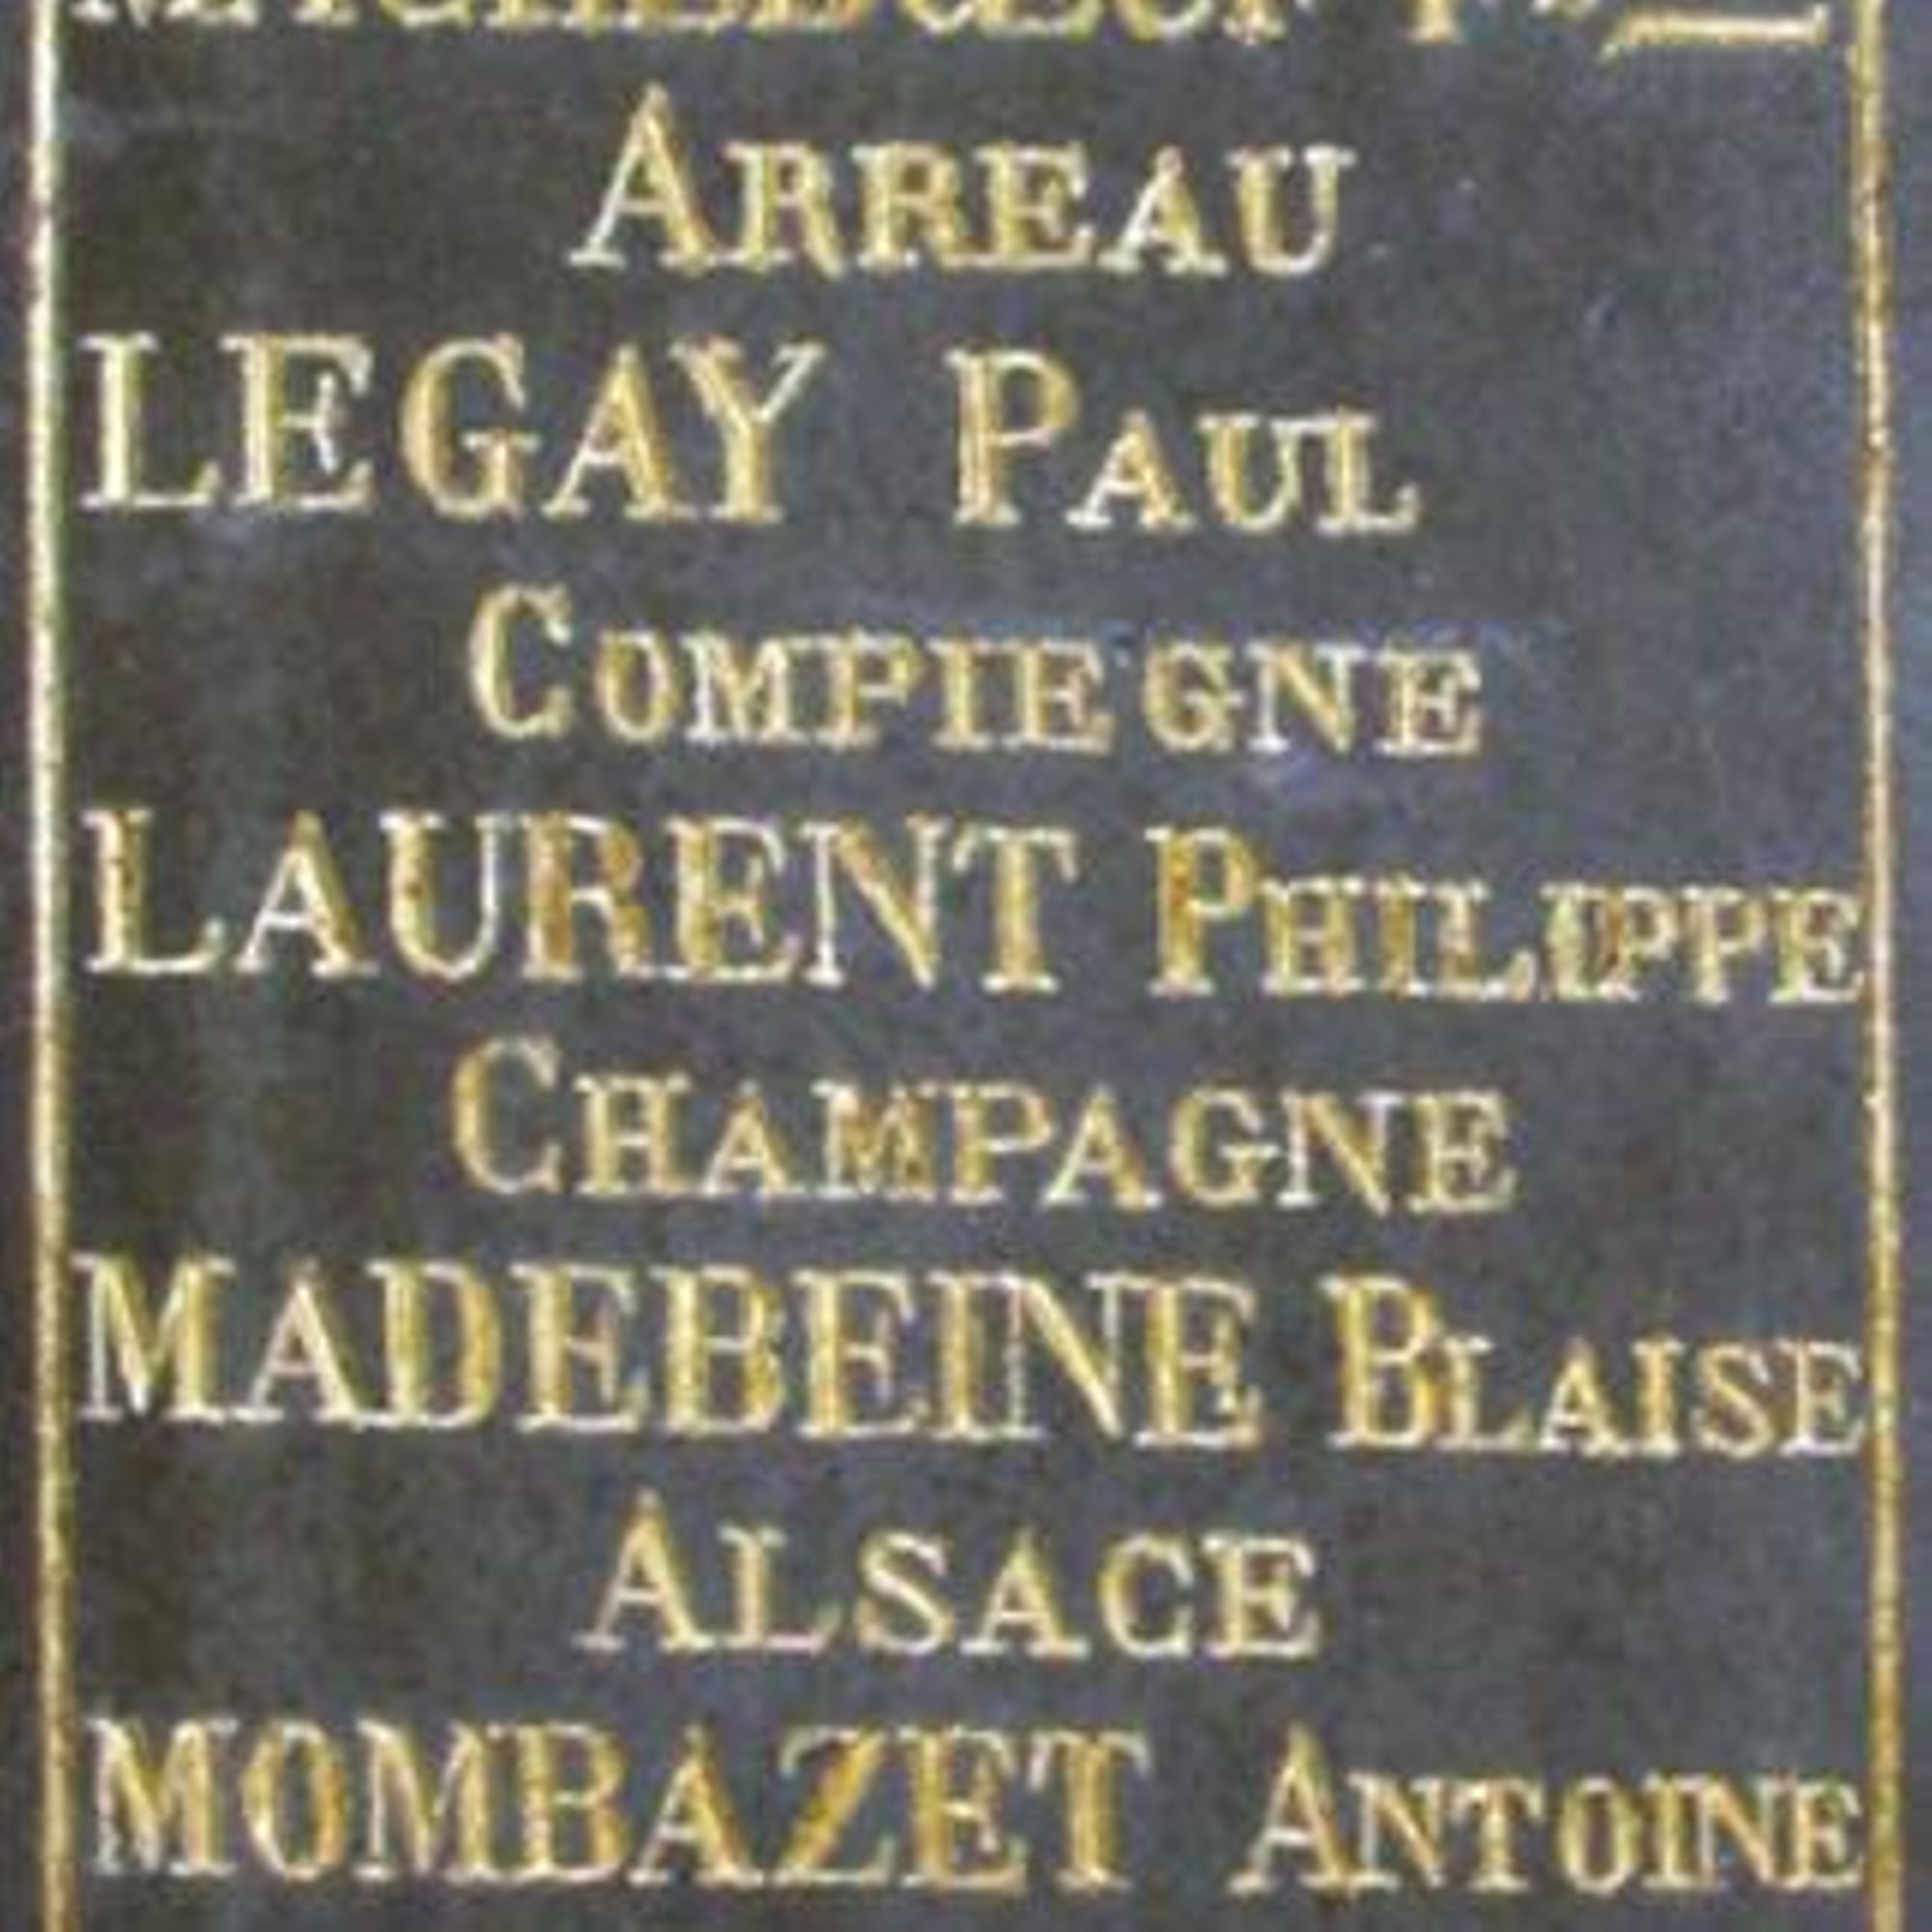 ARREAU
LEGAY PAUL
COMPIEGNE
LAURENT PHILIPPE
CHAMPAGNE
MADEBEINE BLAISE
ALSACE
MOMBAZET ANTOINE